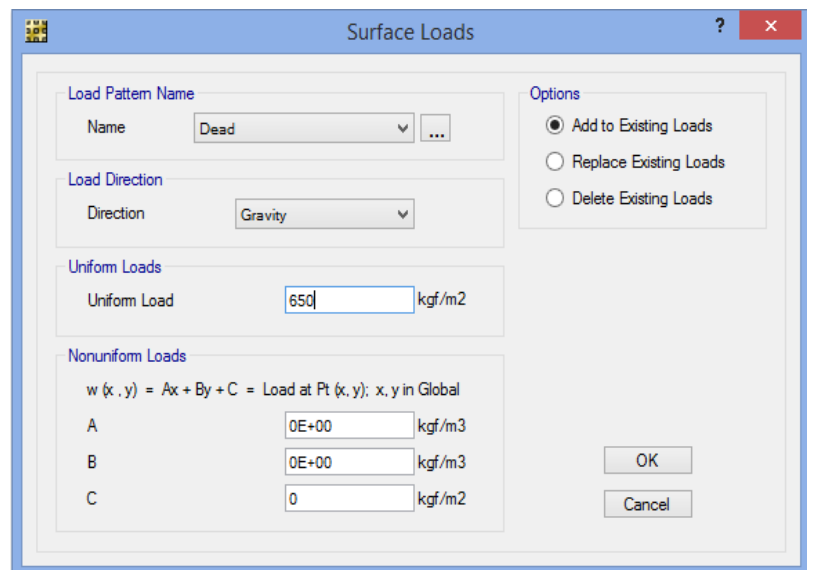 Surface Loads
?
×
Load Pattern Name
Name Dead ...
Load Direction
Direction Gravity
Uniform Loads
Uniform Load 650 kgf/m2
Nonuniform Loads
w (x , y) = Ax + By + C = Load at Pt (x, y); x, y in Global
A 0E+00 kgf/m3
B 0E+00 kgf/m3
C 0 kgf/m2
Options
Add to Existing Loads
Replace Existing Loads
Delete Existing Loads
OK
Cancel